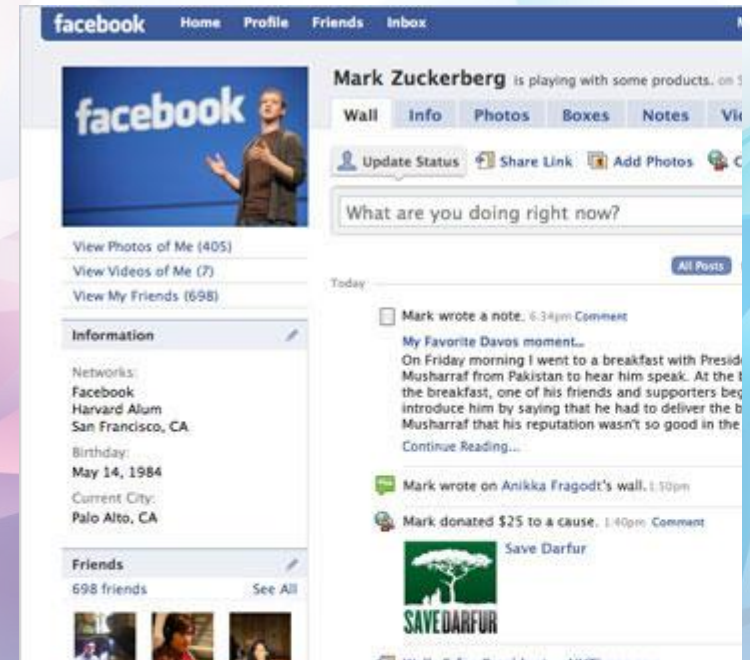 facebook Home Profile Friends Inbox
facebook
View Photos of Me (405)
View Videos of Me (7)
View My Friends (698)
Information
Networks:
Facebook
Harvard Alum
San Francisco, CA
Birthday:
May 14, 1984
Current City:
Palo Alto, CA
Friends
698 friends See All
Mark Zuckerberg is playing with some products. on
Wall Info Photos Boxes Notes
Update Status Share Link Add Photos
What are you doing right now?
All Posts
Today
Mark wrote a note. 6:34pm Comment
My Favorite Davos moment...
On Friday morning I went to a breakfast with
Musharraf from Pakistan to hear him speak. At the
the breakfast, one of his friends and supporters
introduce him by saying that he had to deliver the
Musharraf that his reputation wasn't so good in the
Continue Reading...
Mark wrote on Anikka Fragodt's wall. 1:50pm
Mark donated $25 to a cause. 1:40pm Comment
Save Darfur
SAVEDARFUR